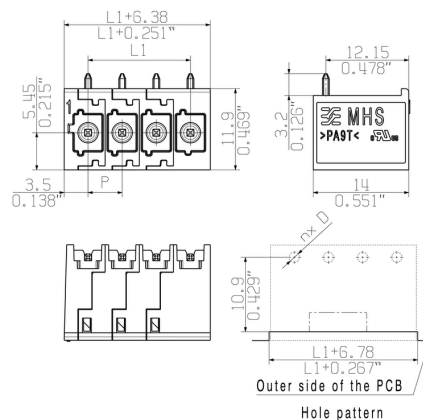 L1+6.38
L1+0.251"
L1
12.15
0.478"
5.45
0.215"
11.9
0.469"
3.2
0.126"
MHS
>PA9T<
3.5
0.138"
P
14
0.551"
n x D
10.9
0.429"
L1+6.78
L1+0.267"
Outer side of the PCB
Hole pattern